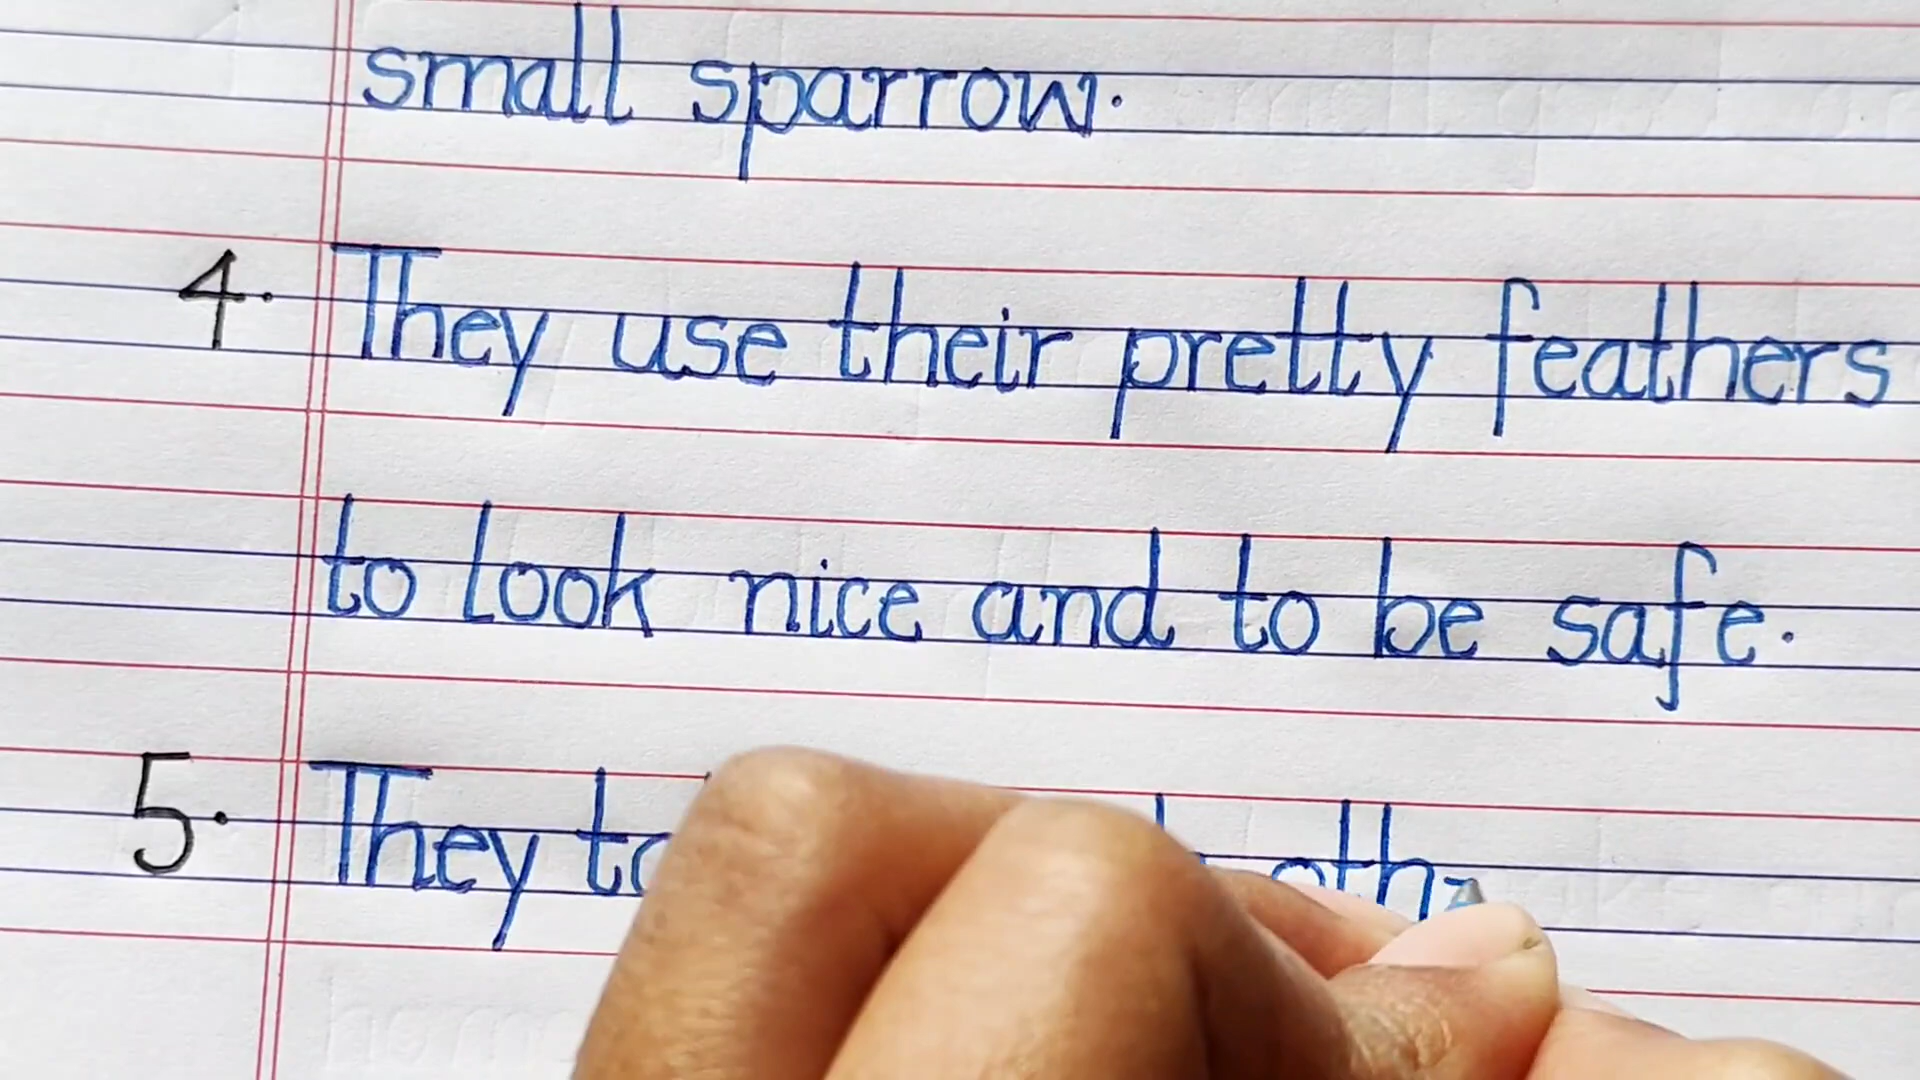 small sparrow.
4. They use their pretty feathers
to look nice and to be safe.
5. They